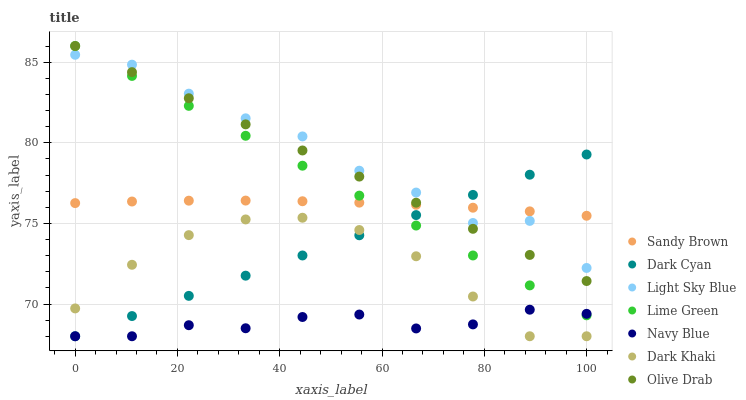 title
yaxis_label
85
80
75
70
0 20 40 60 80 100
xaxis_label
Sandy Brown
Dark Cyan
Light Sky Blue
Lime Green
Navy Blue
Dark Khaki
Olive Drab